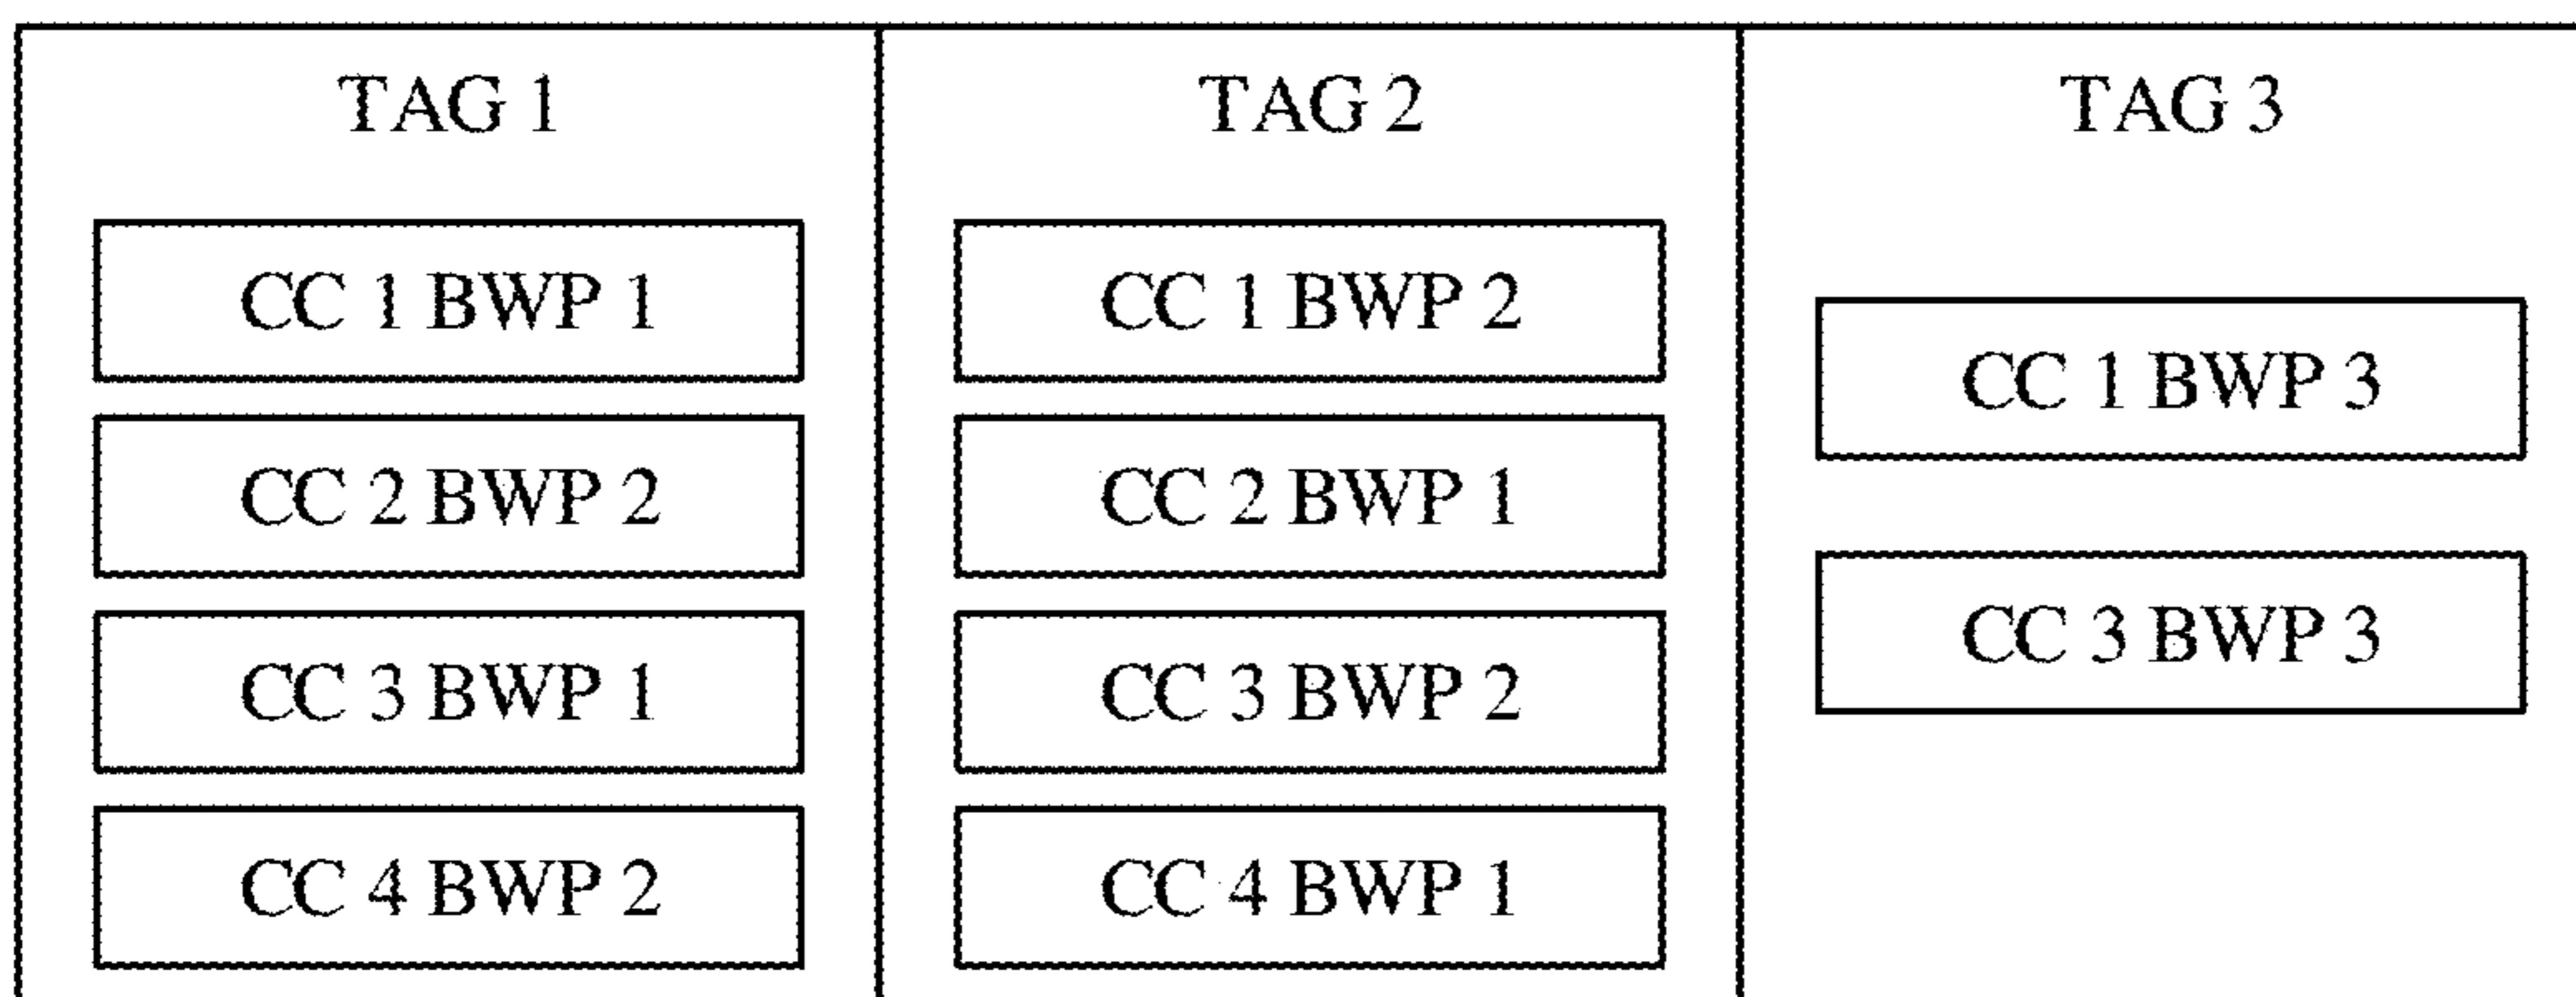 TAG 1
CC 1 BWP 1
CC 2 BWP 2
CC 3 BWP 1
CC 4 BWP 2
TAG 2
CC 1 BWP 2
CC 2 BWP 1
CC 3 BWP 2
CC 4 BWP 1
TAG 3
CC 1 BWP 3
CC 3 BWP 3